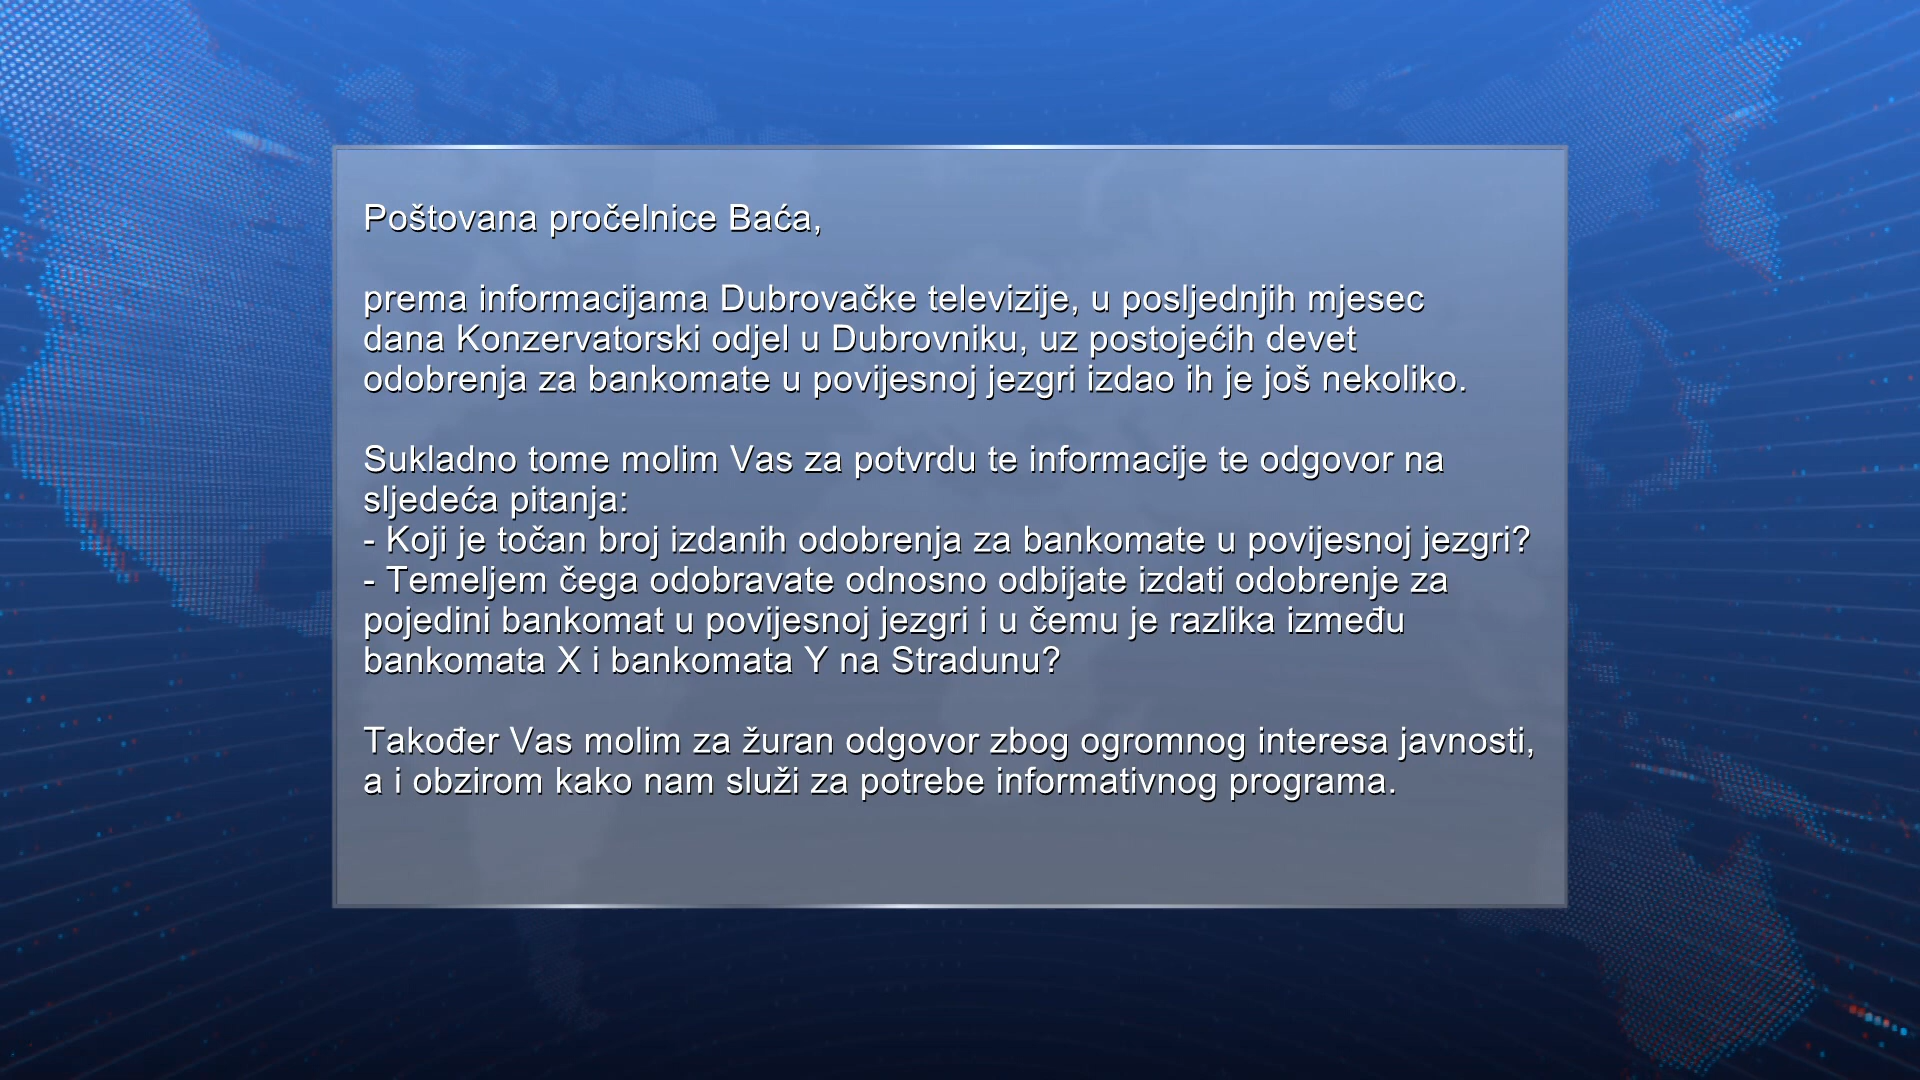 Poštovana pročelnice Baća,
prema informacijama Dubrovačke televizije, u posljednjih mjesec
dana Konzervatorski odjel u Dubrovniku, uz postojećih devet
odobrenja za bankomate u povijesnoj jezgri izdao ih je još nekoliko.
Sukladno tome molim Vas za potvrdu te informacije te odgovor na
sljedeća pitanja:
- Koji je točan broj izdanih odobrenja za bankomate u povijesnoj jezgri?
- Temeljem čega odobravate odnosno odbijate izdati odobrenje za
pojedini bankomat u povijesnoj jezgri i u čemu je razlika između
bankomata X i bankomata Y na Stradunu?
Također Vas molim za žuran odgovor zbog ogromnog interesa javnosti,
a i obzirom kako nam služi za potrebe informativnog programa.